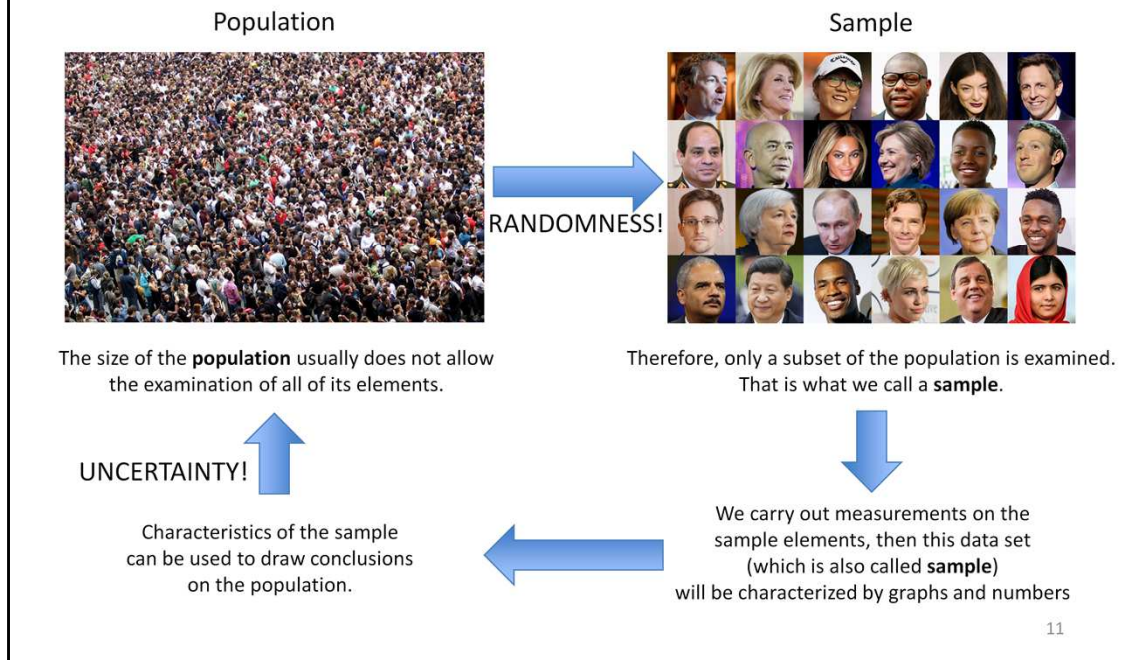 Population
Sample
Callaway
RANDOMNESS!
The size of the population usually does not allow
the examination of all of its elements.
Therefore, only a subset of the population is examined.
That is what we call a sample.
UNCERTAINTY!
Characteristics of the sample
can be used to draw conclusions
on the population.
We carry out measurements on the
sample elements, then this data set
(which is also called sample)
will be characterized by graphs and numbers
11